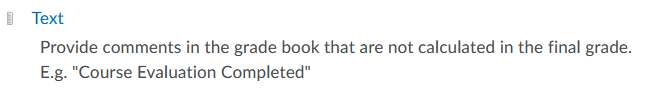 Text
Provide comments in the grade book that are not calculated in the final grade.
E.g. "Course Evaluation Completed"